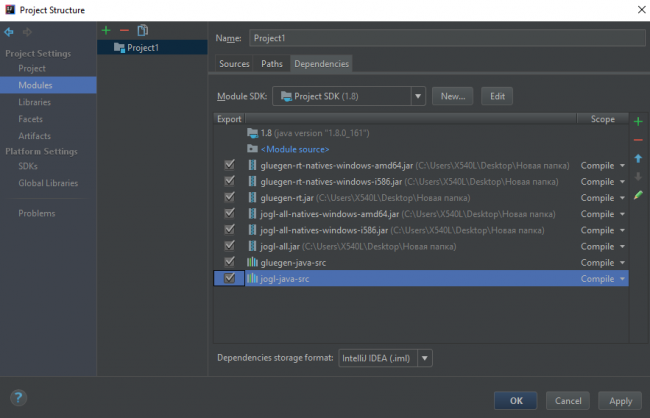 Project Structure
Project Settings
Project
Modules
Libraries
Facets
Artifacts
Platform Settings
SDKs
Global Libraries
Problems
Project1
Name: Project1
Sources Paths Dependencies
Module SDK: Project SDK (1.8) New... Edit
Export Scope
1.8 (java version "1.8.0_161")
<Module source>
gluegen-rt-natives-windows-amd64.jar (C:\Users\X540L\Desktop\Новая папка) Compile
gluegen-rt-natives-windows-i586.jar (C:\Users\X540L\Desktop\Новая папка) Compile
gluegen-rt.jar (C:\Users\X540L\Desktop\Новая папка) Compile
jogl-all-natives-windows-amd64.jar (C:\Users\X540L\Desktop\Новая папка) Compile
jogl-all-natives-windows-i586.jar (C:\Users\X540L\Desktop\Новая папка) Compile
jogl-all.jar (C:\Users\X540L\Desktop\Новая папка) Compile
gluegen-java-src Compile
jogl-java-src Compile
Dependencies storage format: IntelliJ IDEA (.iml)
? OK Cancel Apply